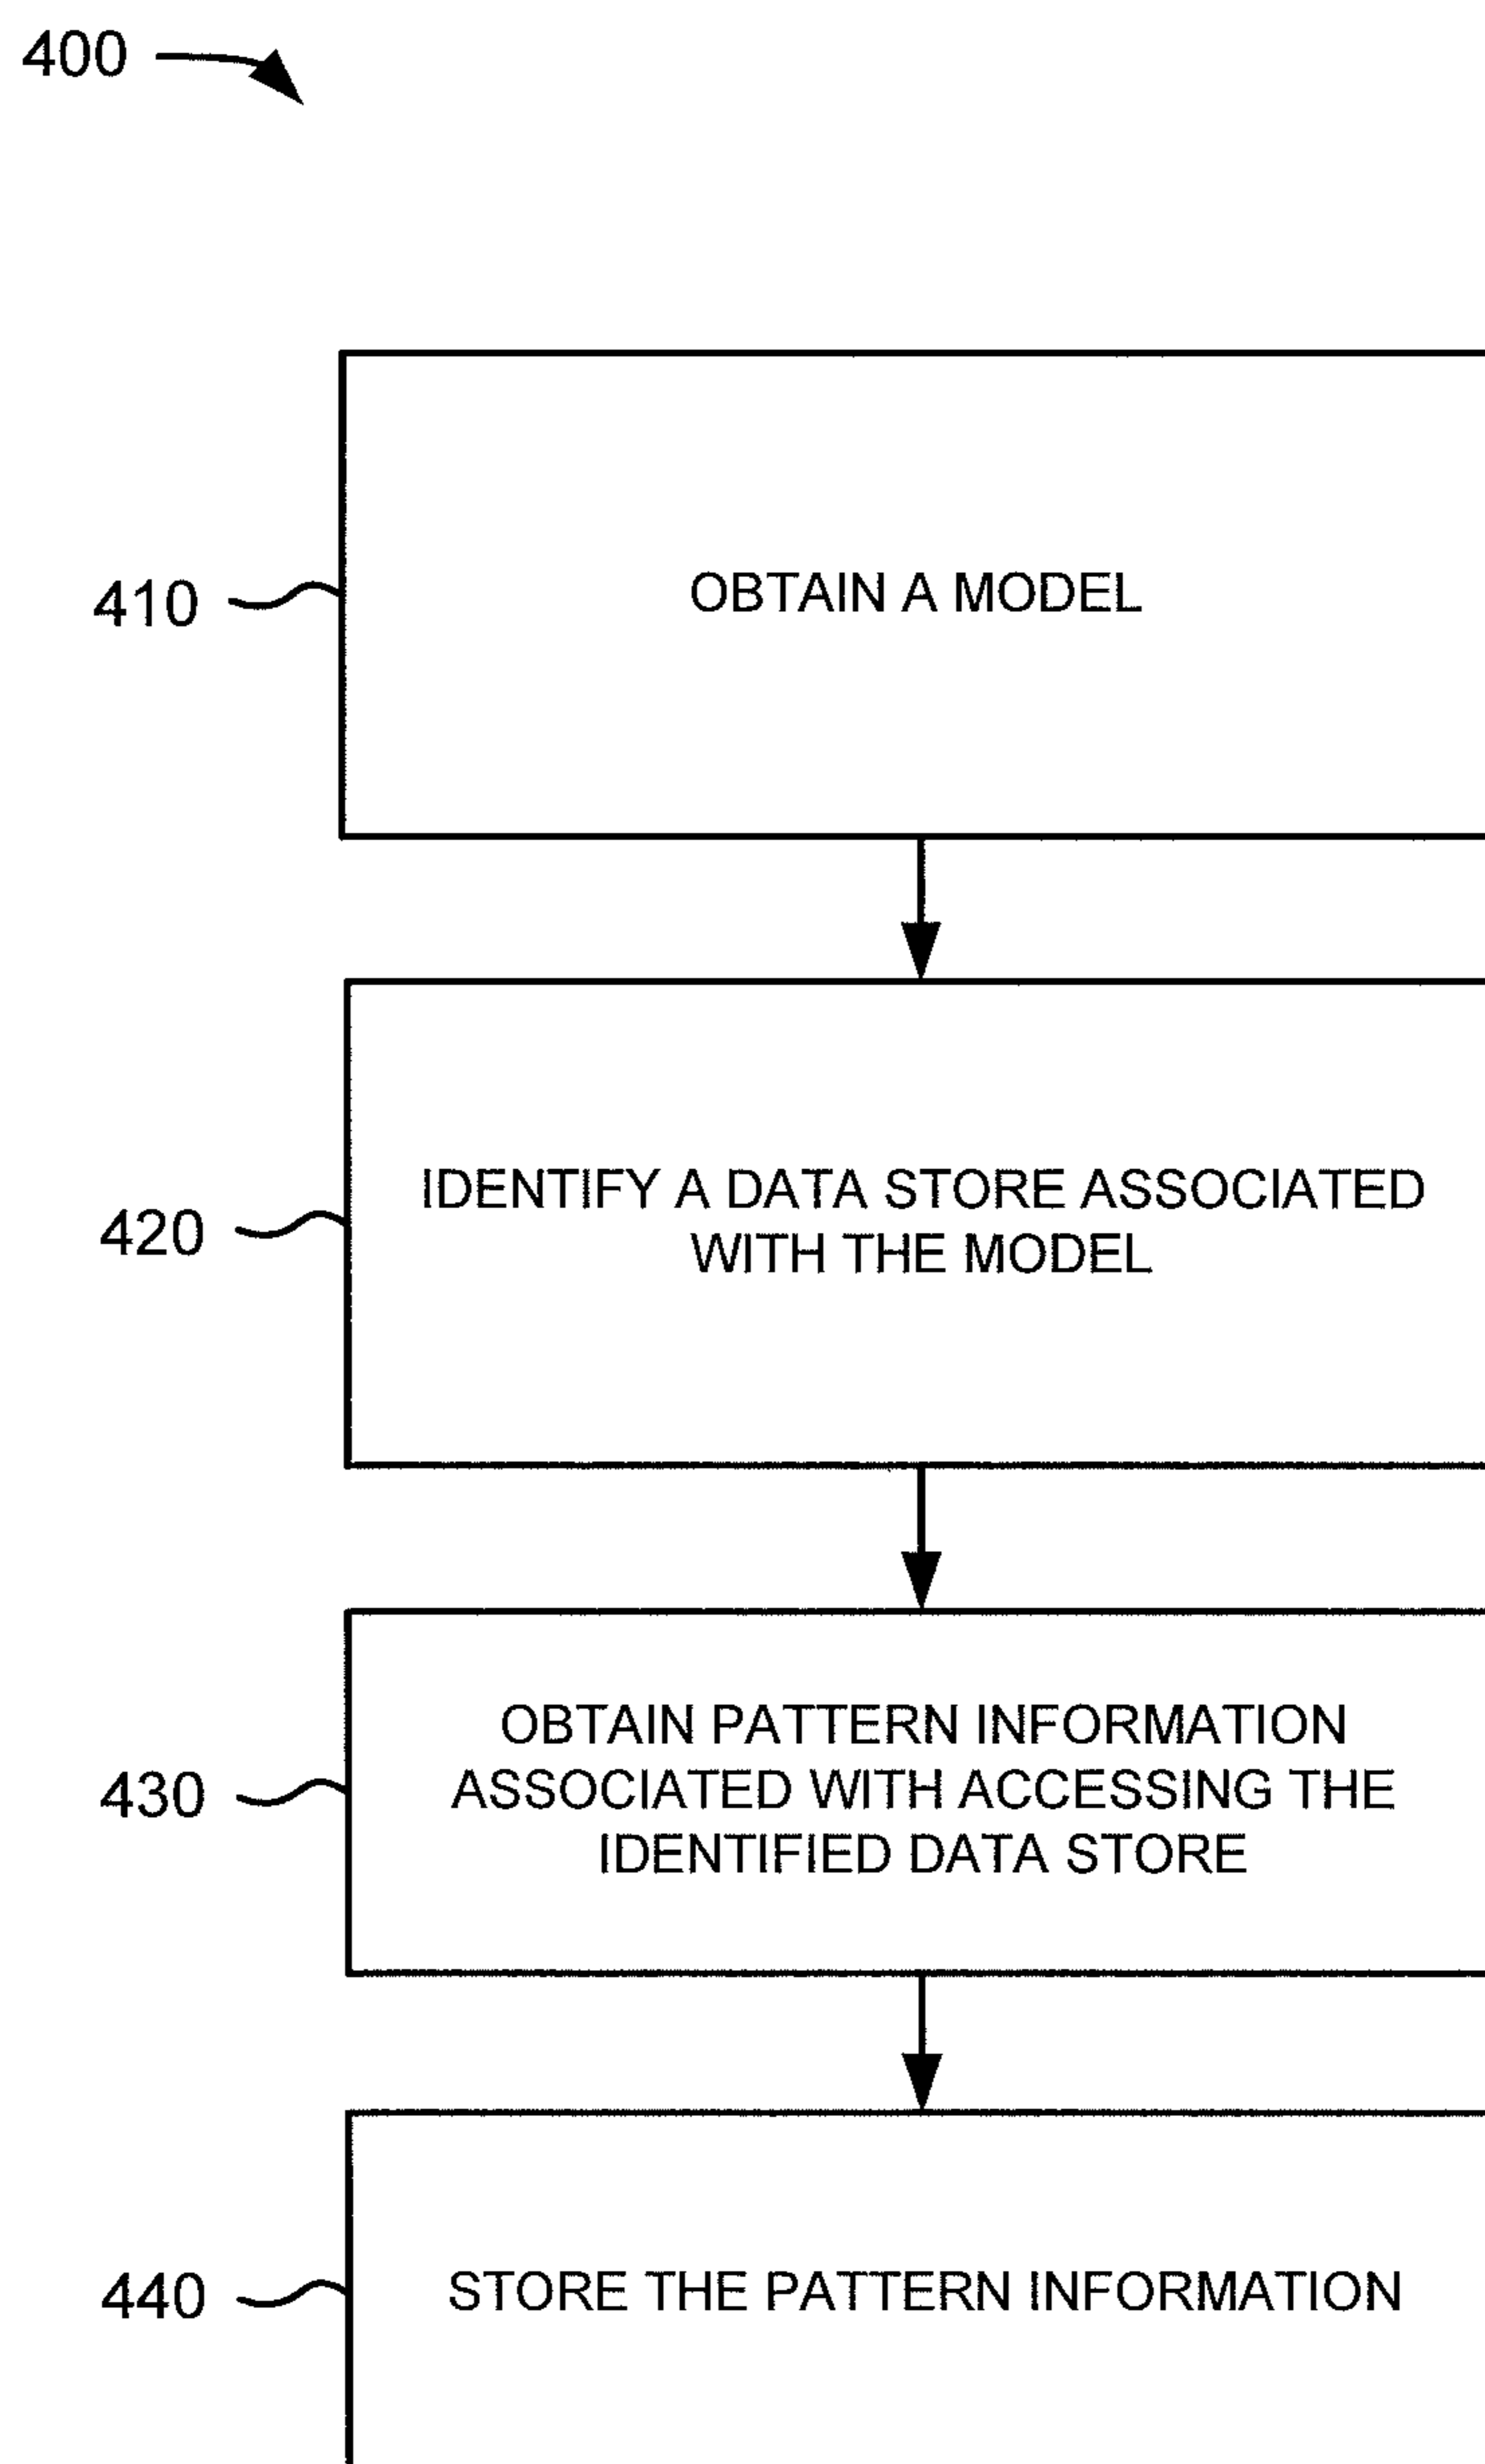 400
410
OBTAIN A MODEL
420
IDENTIFY A DATA STORE ASSOCIATED
WITH THE MODEL
430
OBTAIN PATTERN INFORMATION
ASSOCIATED WITH ACCESSING THE
IDENTIFIED DATA STORE
440
STORE THE PATTERN INFORMATION